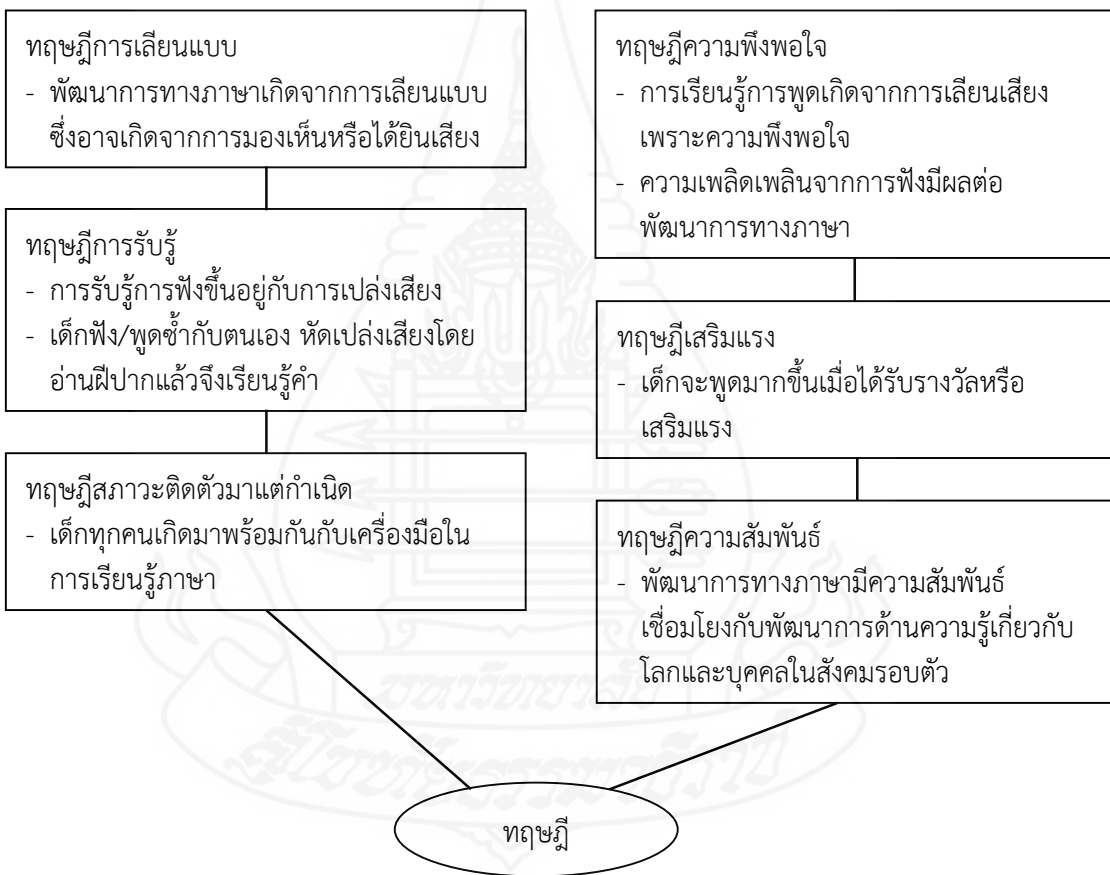 ทฤษฎีการเลียนแบบ
- พัฒนาการทางภาษาเกิดจากการเลียนแบบ
ซึ่งอาจเกิดจากการมองเห็นหรือได้ยินเสียง
ทฤษฎีการรับรู้
- การรับรู้การฟังขึ้นอยู่กับการเปล่งเสียง
- เด็กฟัง/พูดซ้ำกับตนเอง หัดเปล่งเสียงโดย
อ่านฝีปากแล้วจึงเรียนรู้คำ
ทฤษฎีสภาวะติดตัวมาแต่กำเนิด
- เด็กทุกคนเกิดมาพร้อมกันกับเครื่องมือใน
การเรียนรู้ภาษา
ทฤษฎีความพึงพอใจ
- การเรียนรู้การพูดเกิดจากการเลียนเสียง
เพราะความพึงพอใจ
- ความเพลิดเพลินจากการฟังมีผลต่อ
พัฒนาการทางภาษา
ทฤษฎีเสริมแรง
- เด็กจะพูดมากขึ้นเมื่อได้รับรางวัลหรือ
เสริมแรง
ทฤษฎีความสัมพันธ์
- พัฒนาการทางภาษามีความสัมพันธ์
เชื่อมโยงกับพัฒนาการด้านความรู้เกี่ยวกับ
โลกและบุคคลในสังคมรอบตัว
ทฤษฎี
มหาวิทยาลัย
สุโขทัยธรรมาธิราช